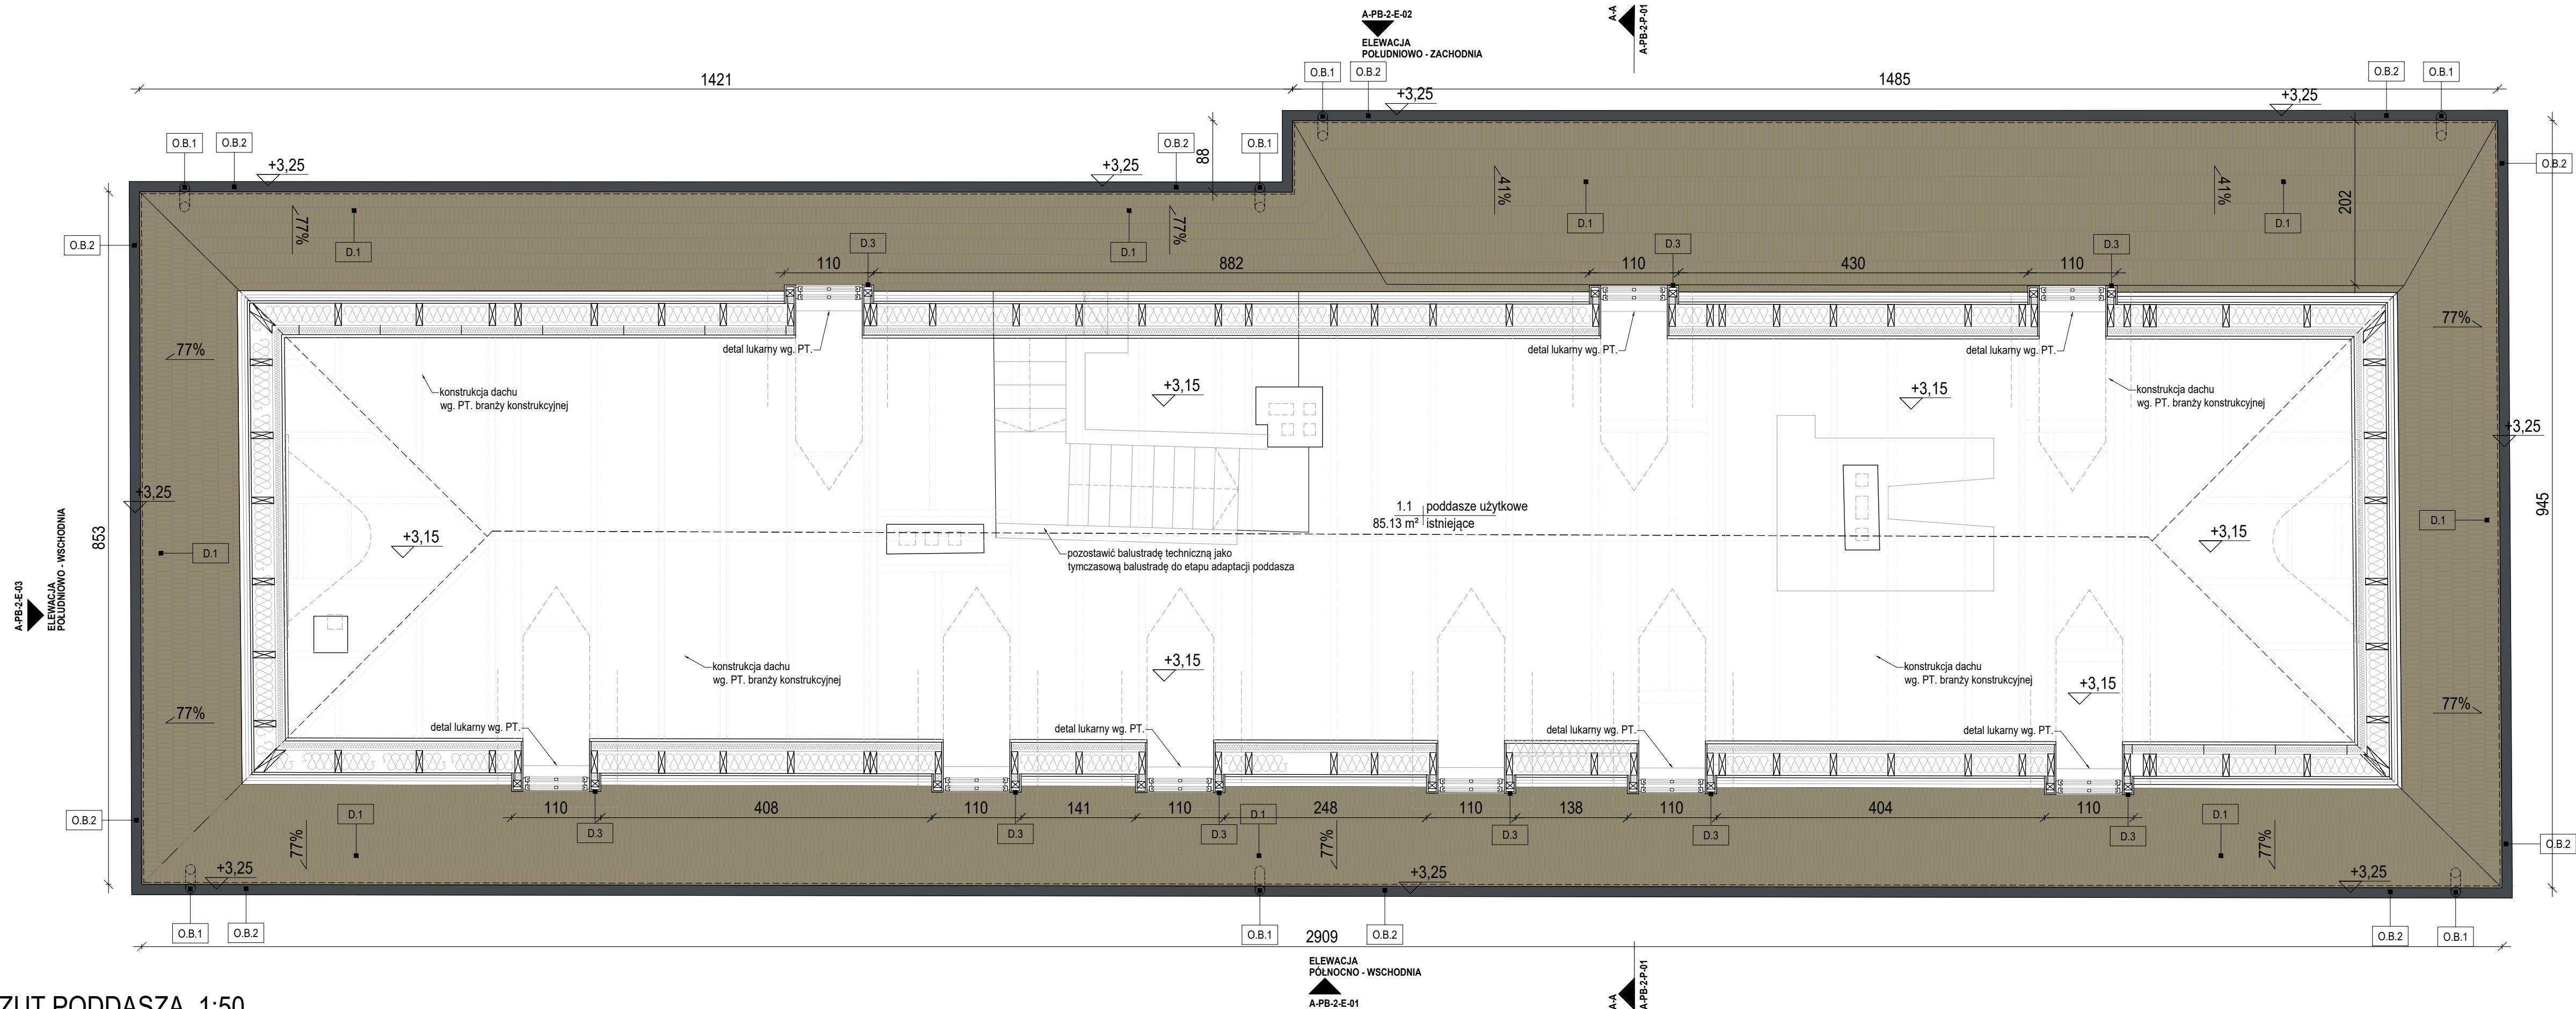 A-PB-2-E-02
ELEWACJA
POŁUDNIOWO - ZACHODNIA
A-A
A-PB-2-P-01
1421
1485
O.B.1
O.B.2
O.B.2
O.B.1
+3,25
+3,25
O.B.1
O.B.2
O.B.2
O.B.1
88
O.B.2
+3,25
+3,25
77%
77%
41%
41%
202
D.1
D.1
D.1
D.1
O.B.2
D.3
D.3
D.3
110
882
110
430
110
77%
77%
detal lukarny wg. PT.
detal lukarny wg. PT.
detal lukarny wg. PT.
konstrukcja dachu
wg. PT. branży konstrukcyjnej
+3,15
+3,15
konstrukcja dachu
wg. PT. branży konstrukcyjnej
+3,25
+3,25
1.1 poddasze użytkowe
85.13 m² istniejące
853
945
D.1
D.1
+3,15
+3,15
pozostawić balustradę techniczną jako
tymczasową balustradę do etapu adaptacji poddasza
A-PB-2-E-03
ELEWACJA
POŁUDNIOWO - WSCHODNIA
konstrukcja dachu
wg. PT. branży konstrukcyjnej
+3,15
konstrukcja dachu
wg. PT. branży konstrukcyjnej
+3,15
77%
77%
detal lukarny wg. PT.
detal lukarny wg. PT.
detal lukarny wg. PT.
detal lukarny wg. PT.
110
408
110
141
110
248
110
138
110
404
110
O.B.2
D.1
D.3
D.3
D.3
D.1
D.3
D.3
D.3
D.1
O.B.2
77%
77%
77%
+3,25
+3,25
+3,25
O.B.1
O.B.2
O.B.1
O.B.2
O.B.2
O.B.1
2909
ELEWACJA
PÓŁNOCNO - WSCHODNIA
A-PB-2-E-01
A-A
A-PB-2-P-01
ZUT PODDASZA 1:50